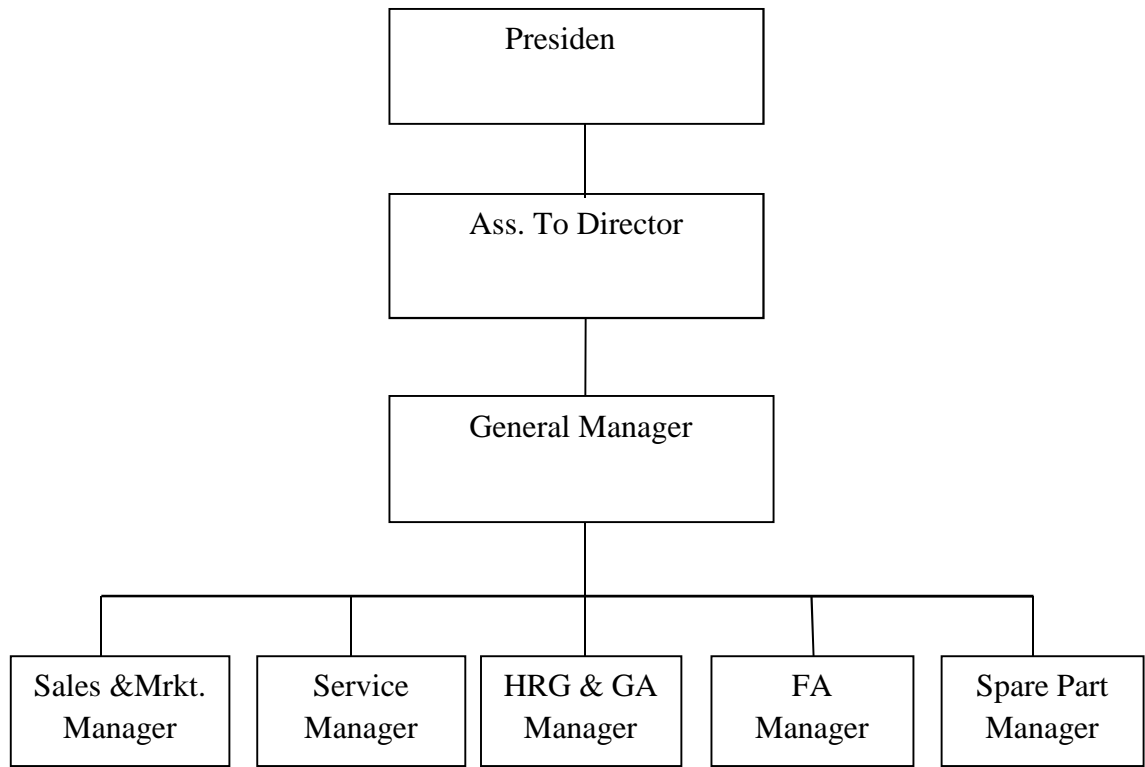 Presiden
Ass. To Director
General Manager
Sales &Mrkt.
Manager
Service
Manager
HRG & GA
Manager
FA
Manager
Spare Part
Manager